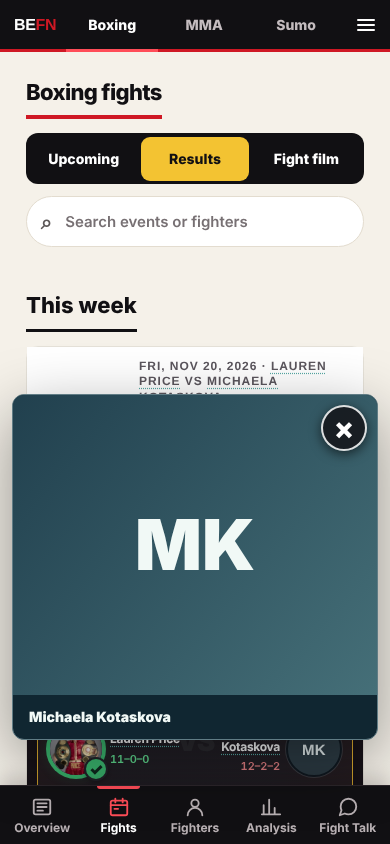 BEFN
Boxing
MMA
Sumo
Boxing fights
Upcoming
Results
Fight film
Search events or fighters
This week
FRI, NOV 20, 2026 · LAUREN
PRICE VS MICHAELA
KOTASKOVA
MK
Michaela Kotaskova
Lauren Price
VS
Kotaskova
MK
11–0–0
12–2–2
Overview
Fights
Fighters
Analysis
Fight Talk